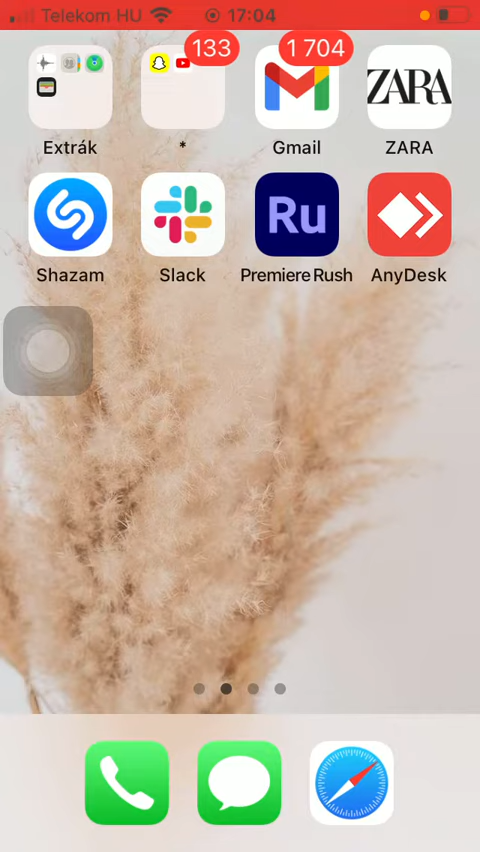 Telekom HU 17:04
133 1 704
ZARA
Extrák * Gmail ZARA
Ru
Shazam Slack Premiere Rush AnyDesk